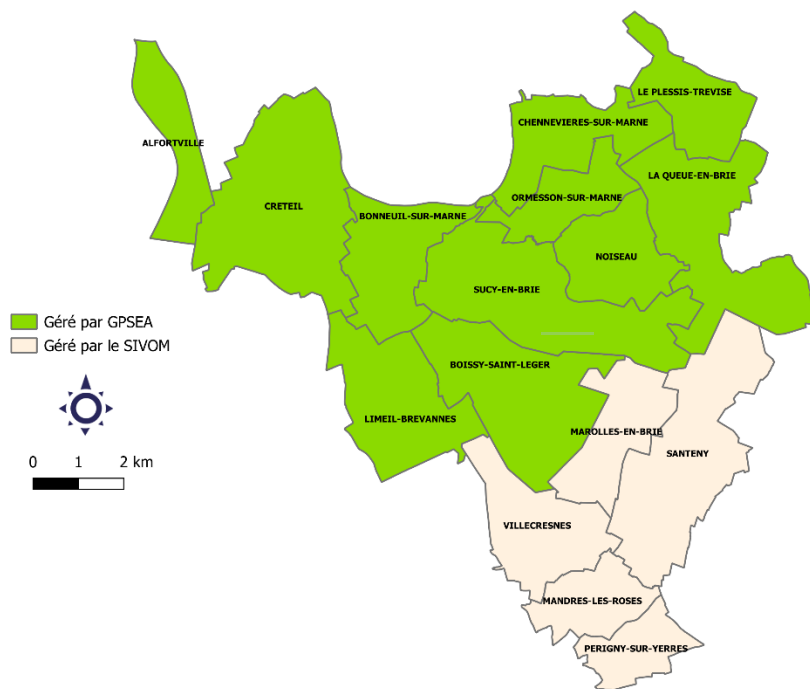 LE PLESSIS-TREVISE
CHENNEVIERES-SUR-MARNE
ALFORTVILLE
LA QUEUE-EN-BRIE
ORMESSON-SUR-MARNE
CRETEIL
BONNEUIL-SUR-MARNE
NOISEAU
SUCY-EN-BRIE
Géré par GPSEA
Géré par le SIVOM
BOISSY-SAINT-LEGER
LIMEIL-BREVANNES
MAROLLES-EN-BRIE
SANTENY
0 1 2 km
VILLECRESNES
MANDRES-LES-ROSES
PERIGNY-SUR-YERRES